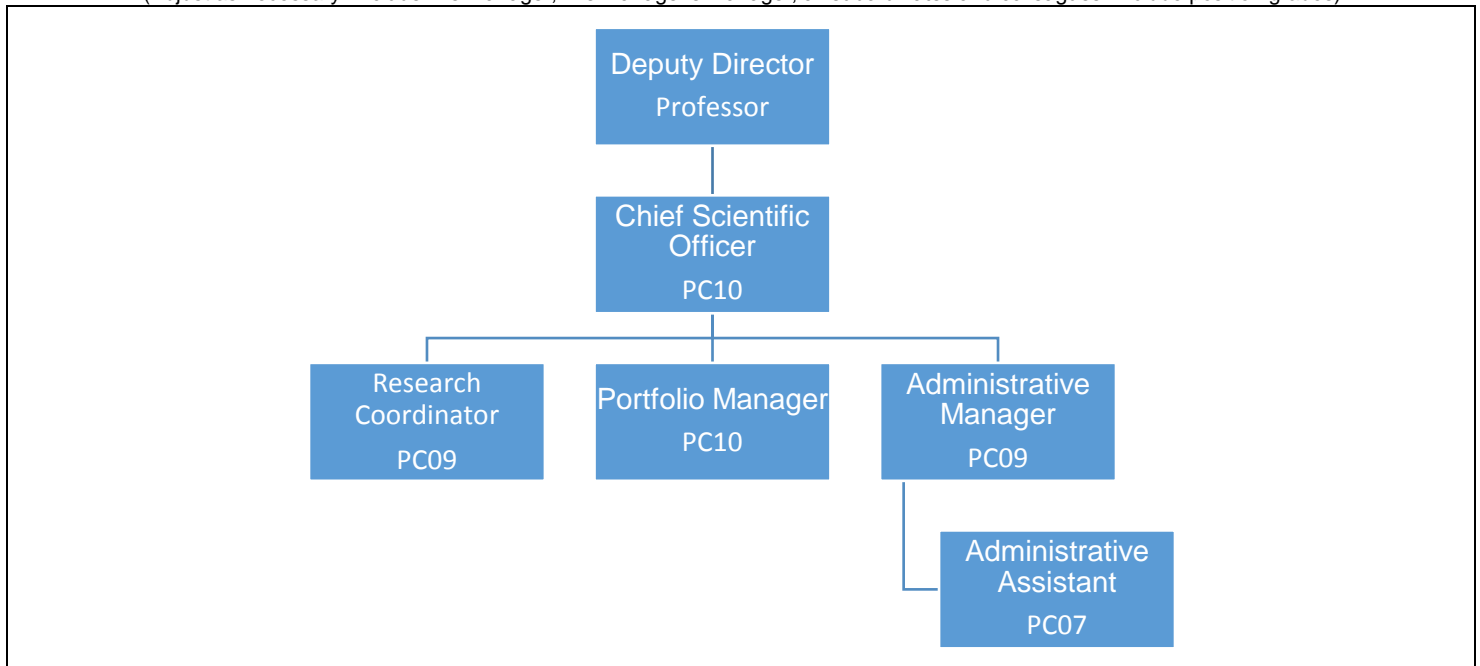 Deputy Director
Professor
Chief Scientific
Officer
PC10
Research
Coordinator
PC09
Portfolio Manager
PC10
Administrative
Manager
PC09
Administrative
Assistant
PC07